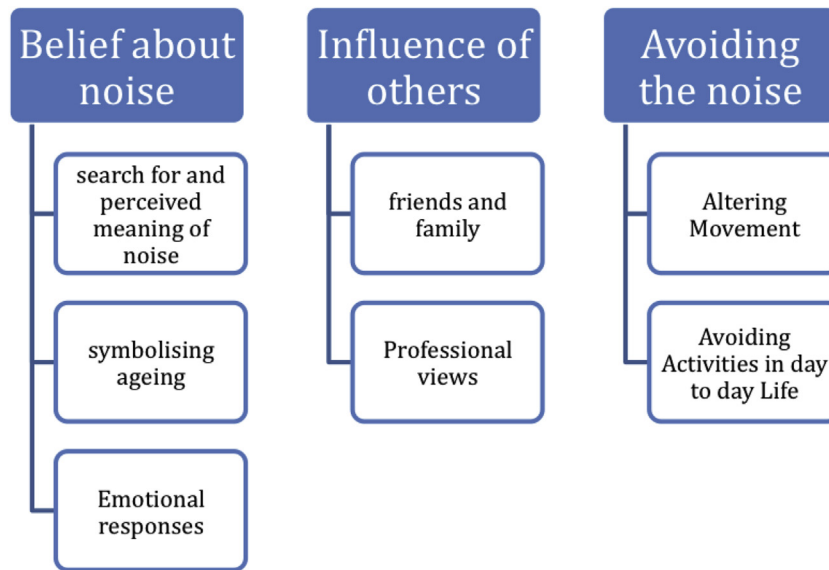 Belief about
noise
search for and
perceived
meaning of
noise
symbolising
ageing
Emotional
responses
Influence of
others
friends and
family
Professional
views
Avoiding
the noise
Altering
Movement
Avoiding
Activities in day
to day Life